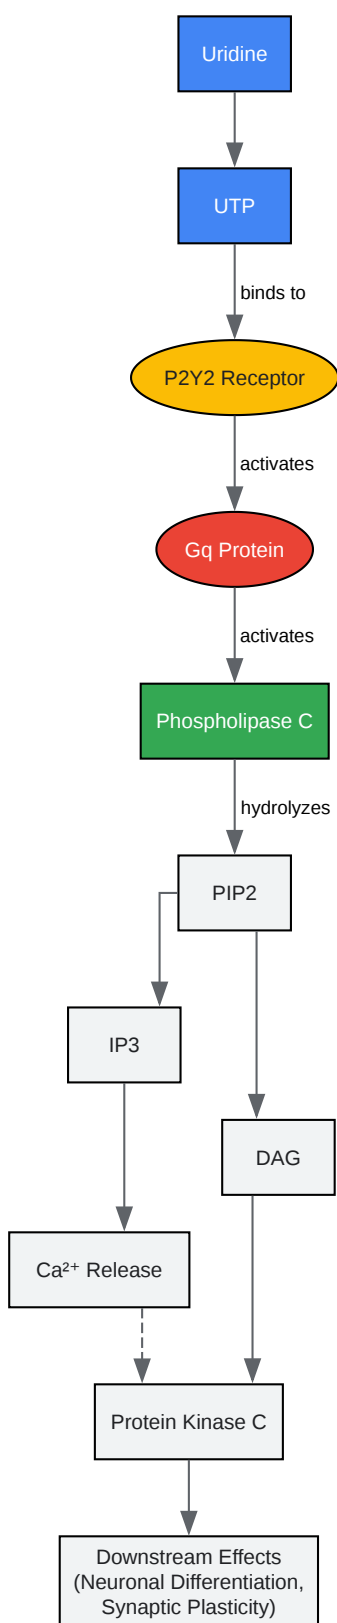 Uridine
UTP
binds to
P2Y2 Receptor
activates
Gq Protein
activates
Phospholipase C
hydrolyzes
PIP2
IP3
DAG
Ca²⁺ Release
Protein Kinase C
Downstream Effects
(Neuronal Differentiation,
Synaptic Plasticity)